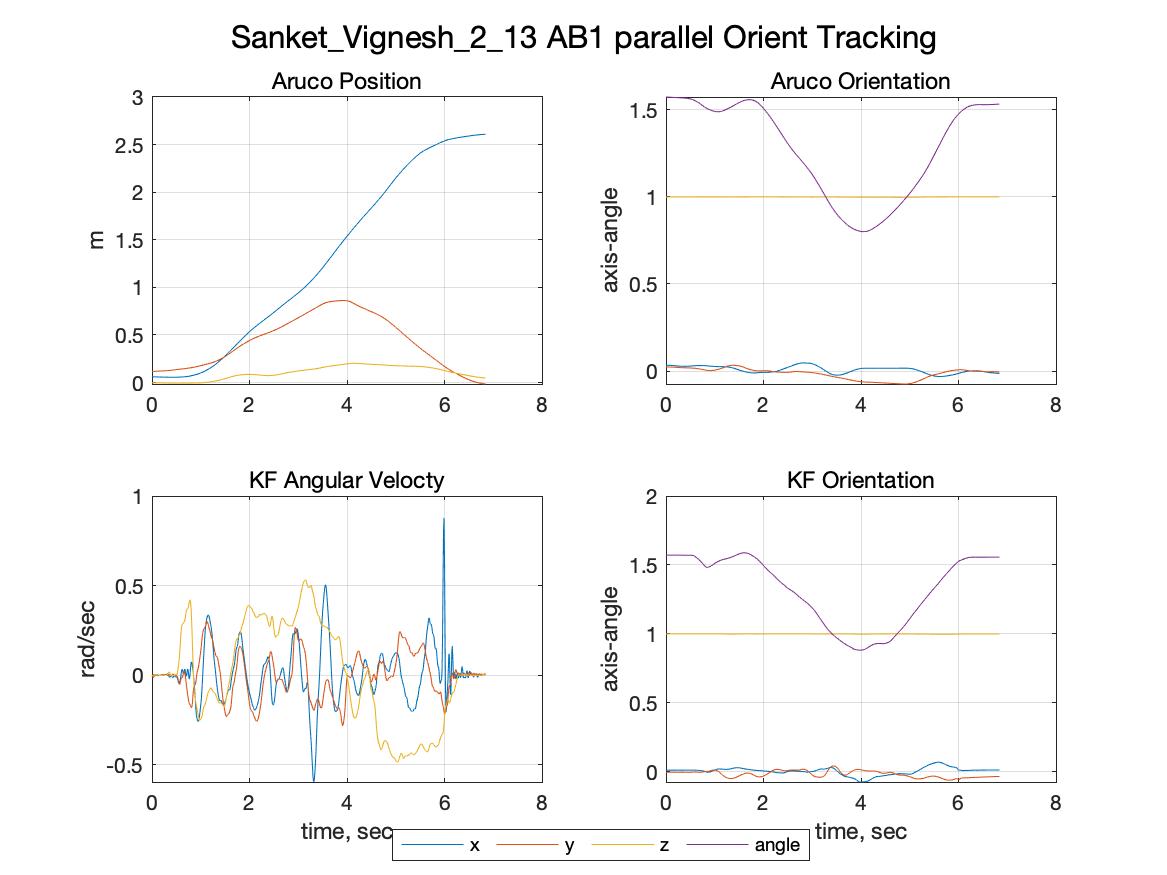 Sanket_Vignesh_2_13 AB1 parallel Orient Tracking
Aruco Position
3
2.5
2
1.5
1
0.5
0
m
0 2 4 6 8
Aruco Orientation
1.5
1
0.5
0
axis-angle
0 2 4 6 8
KF Angular Velocty
1
0.5
0
-0.5
rad/sec
0 2 4 6 8
time, sec
KF Orientation
2
1.5
1
0.5
0
axis-angle
0 2 4 6 8
time, sec
x y z angle